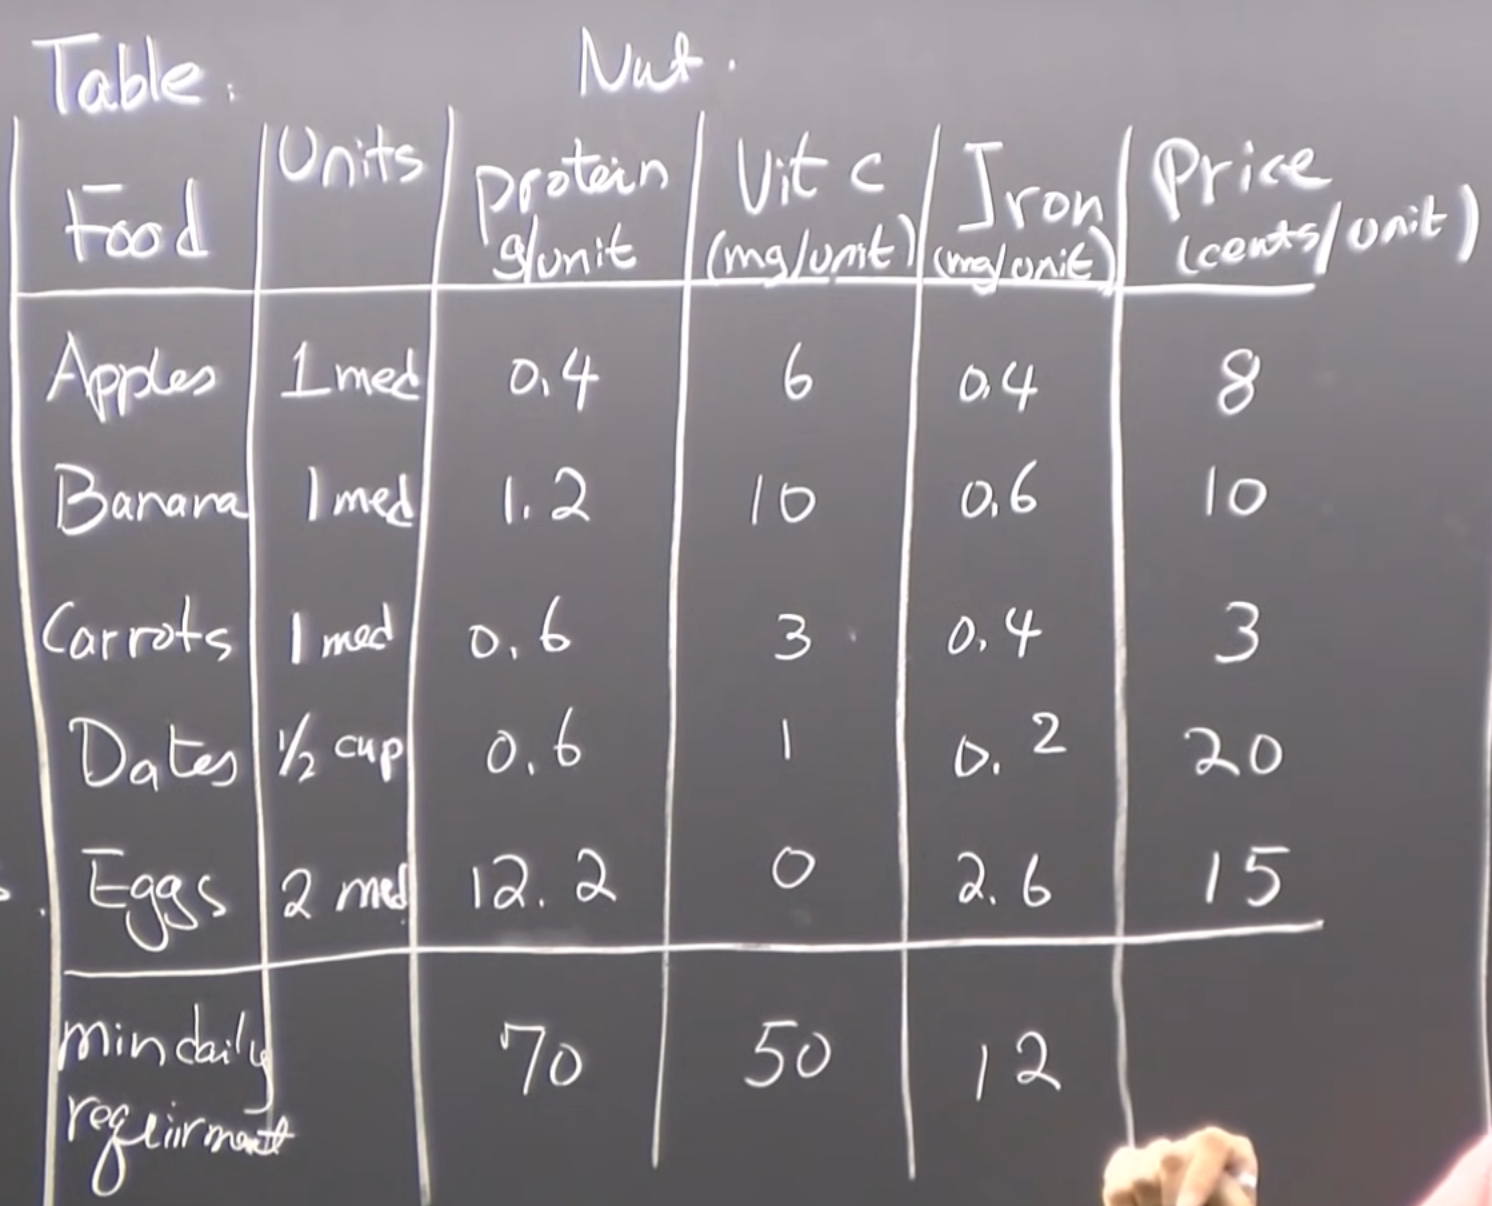 Table. Nut.
Food | Units | Protein g/unit | Vit C (mg/unit) | Iron (mg/unit) | Price (cents/unit)
Apples | 1 med | 0.4 | 6 | 0.4 | 8
Banana | 1 med | 1.2 | 10 | 0.6 | 10
Carrots | 1 med | 0.6 | 3 | 0.4 | 3
Dates | 1/2 cup | 0.6 | 1 | 0.2 | 20
Eggs | 2 med | 12.2 | 0 | 2.6 | 15
min daily requirment | 70 | 50 | 12